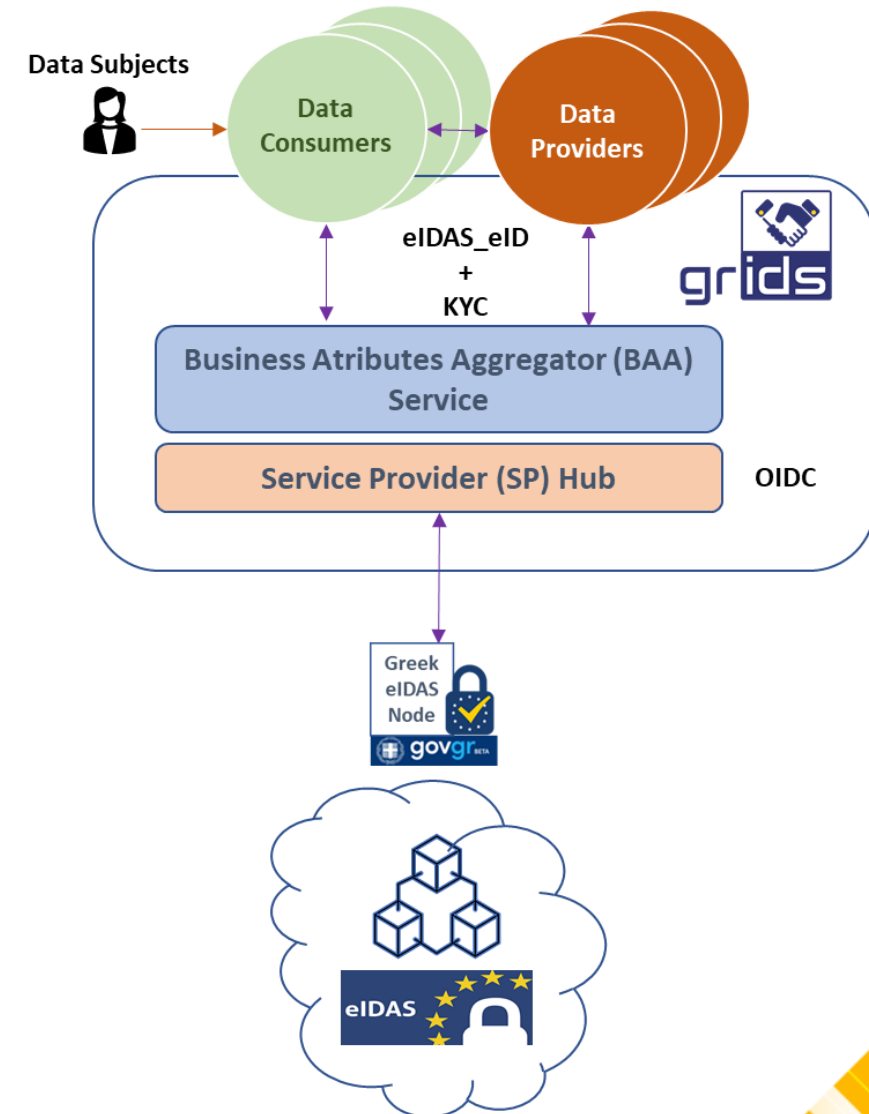 Data Subjects
Data
Consumers
Data
Providers
eIDAS_eID
+
KYC
grids
Business Atributes Aggregator (BAA)
Service
Service Provider (SP) Hub
OIDC
Greek
eIDAS
Node
govgr BETA
eIDAS